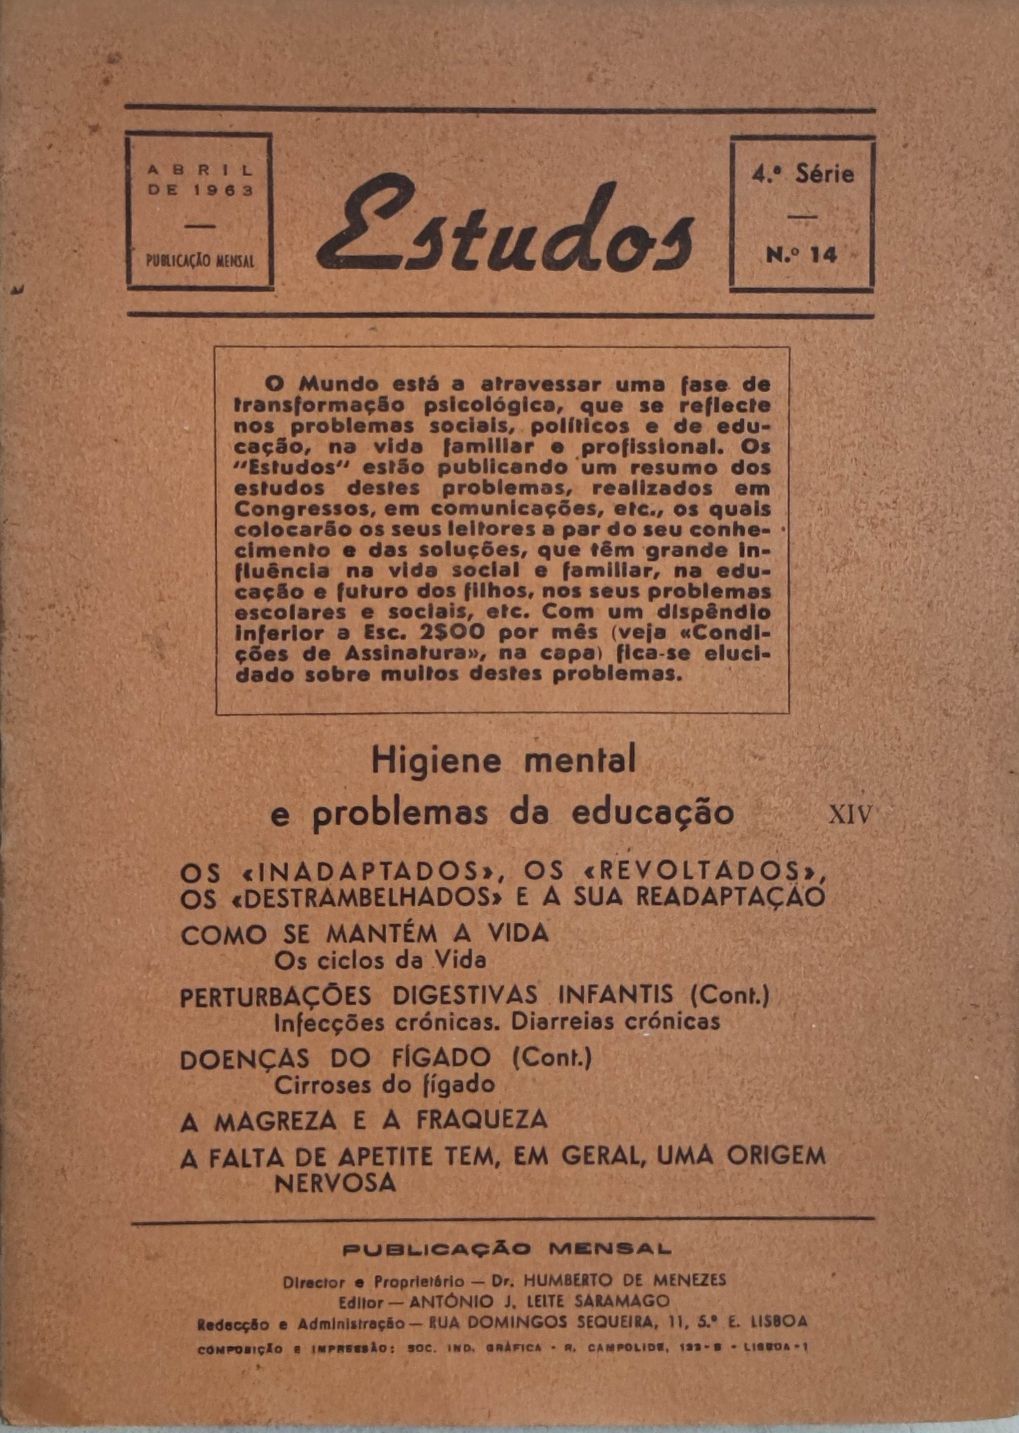 ABRIL
DE 1963
—
PUBLICAÇÃO MENSAL
Estudos
4.ª Série
—
N.º 14
O Mundo está a atravessar uma fase de
transformação psicológica, que se reflecte
nos problemas sociais, políticos e de edu-
cação, na vida familiar e profissional. Os
"Estudos" estão publicando um resumo dos
estudos destes problemas, realizados em
Congressos, em comunicações, etc., os quais
colocarão os seus leitores a par do seu conhe-
cimento e das soluções, que têm grande in-
fluência na vida social e familiar, na edu-
cação e futuro dos filhos, nos seus problemas
escolares e sociais, etc. Com um dispêndio
inferior a Esc. 2$00 por mês (veja «Condi-
ções de Assinatura», na capa) fica-se eluci-
dado sobre muitos destes problemas.
Higiene mental
e problemas da educação XIV
OS «INADAPTADOS», OS «REVOLTADOS»,
OS «DESTRAMBELHADOS» E A SUA READAPTAÇÃO
COMO SE MANTÉM A VIDA
Os ciclos da Vida
PERTURBAÇÕES DIGESTIVAS INFANTIS (Cont.)
Infecções crónicas. Diarreias crónicas
DOENÇAS DO FÍGADO (Cont.)
Cirroses do fígado
A MAGREZA E A FRAQUEZA
A FALTA DE APETITE TEM, EM GERAL, UMA ORIGEM
NERVOSA
PUBLICAÇÃO MENSAL
Director e Proprietário — Dr. HUMBERTO DE MENEZES
Editor — ANTÓNIO J. LEITE SARAMAGO
Redacção e Administração — RUA DOMINGOS SEQUEIRA, 11, 5.º E. LISBOA
COMPOSIÇÃO E IMPRESSÃO: SOC. IND. GRÁFICA - R. CAMPOLIDE, 133-B - LISBOA-1